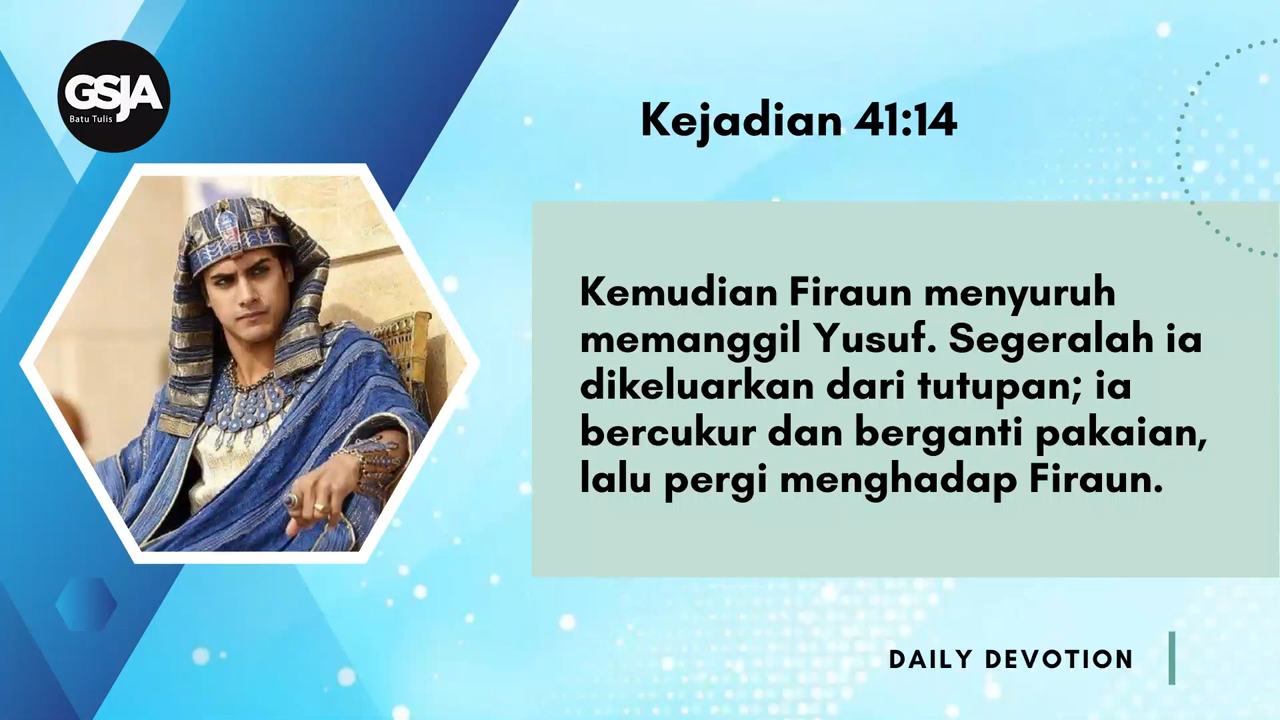 GSJA
Batu Tulis
Kejadian 41:14
Kemudian Firaun menyuruh
memanggil Yusuf. Segeralah ia
dikeluarkan dari tutupan; ia
bercukur dan berganti pakaian,
lalu pergi menghadap Firaun.
DAILY DEVOTION